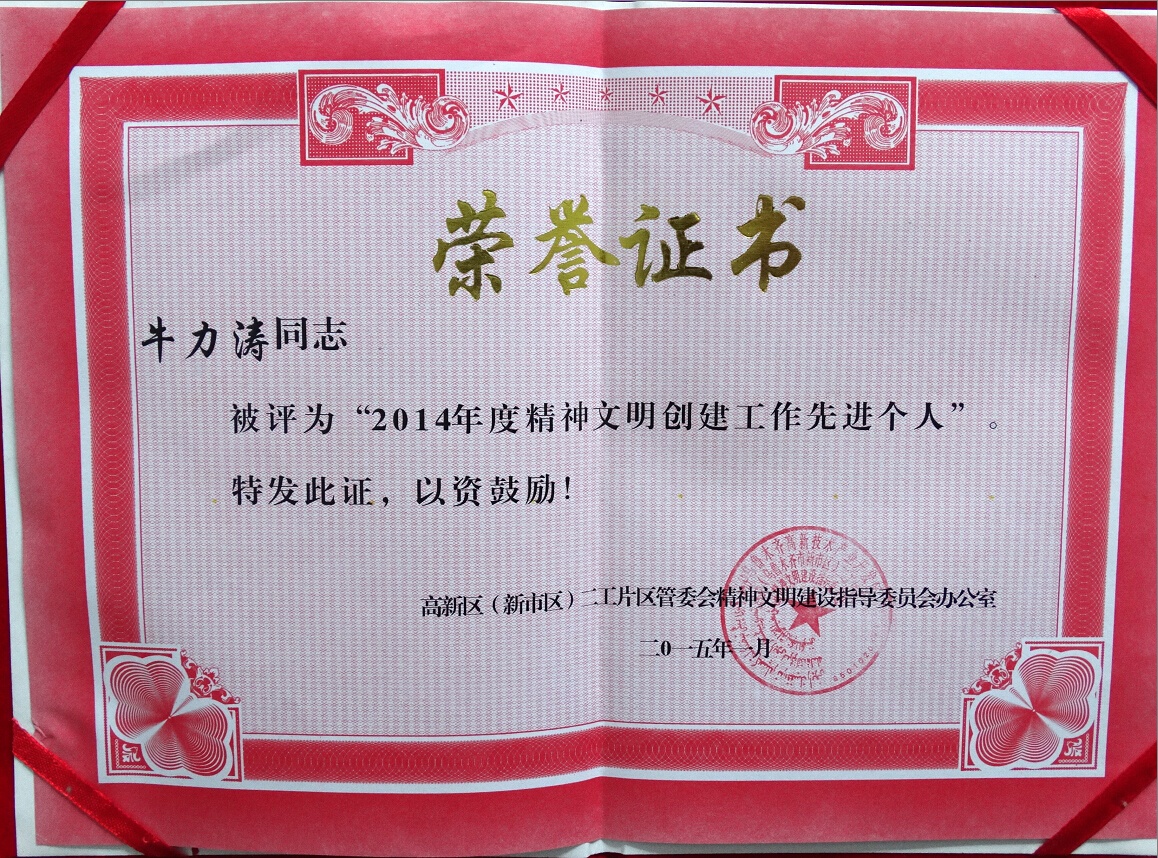 荣誉证书
牛力涛同志
被评为“2014年度精神文明创建工作先进个人”。
特发此证，以资鼓励！
高新区（新市区）二工片区管委会精神文明建设指导委员会办公室
二0一五年一月